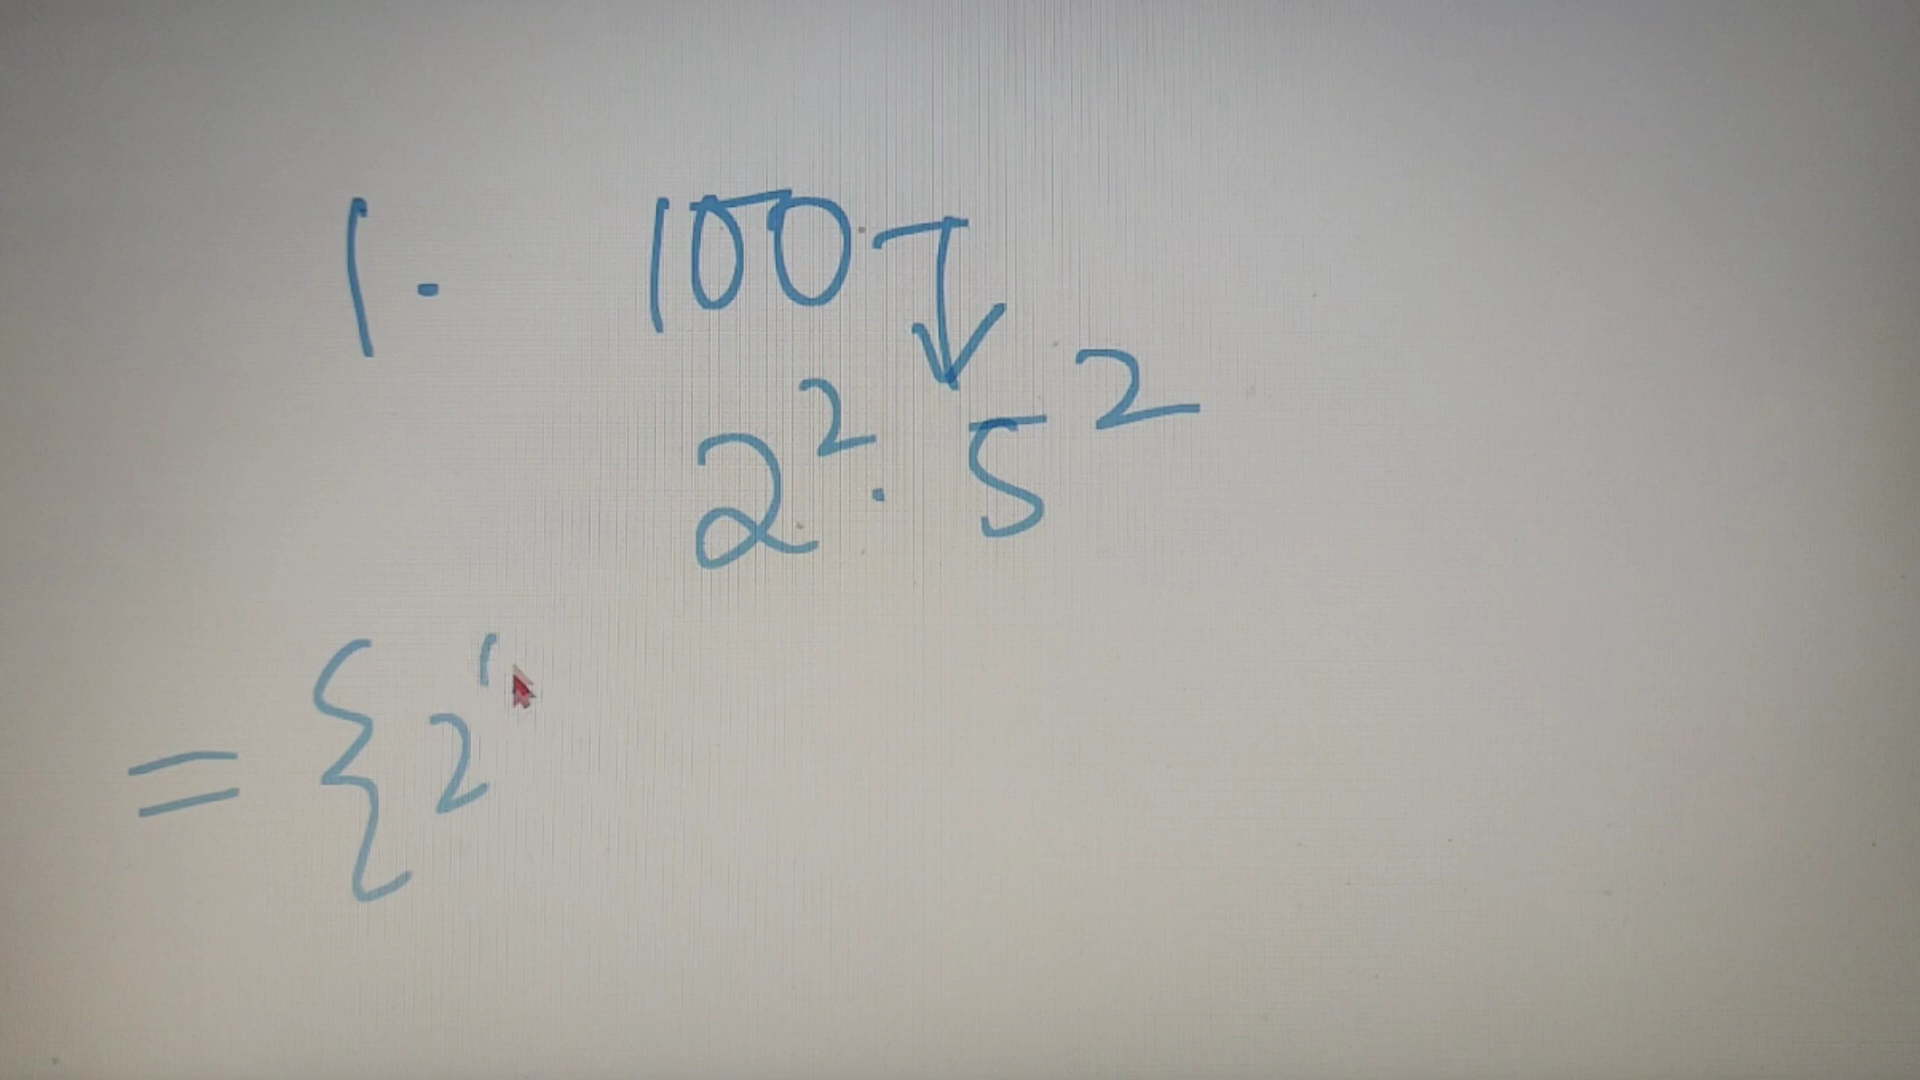 1. 100
2² · 5²
= { 2¹